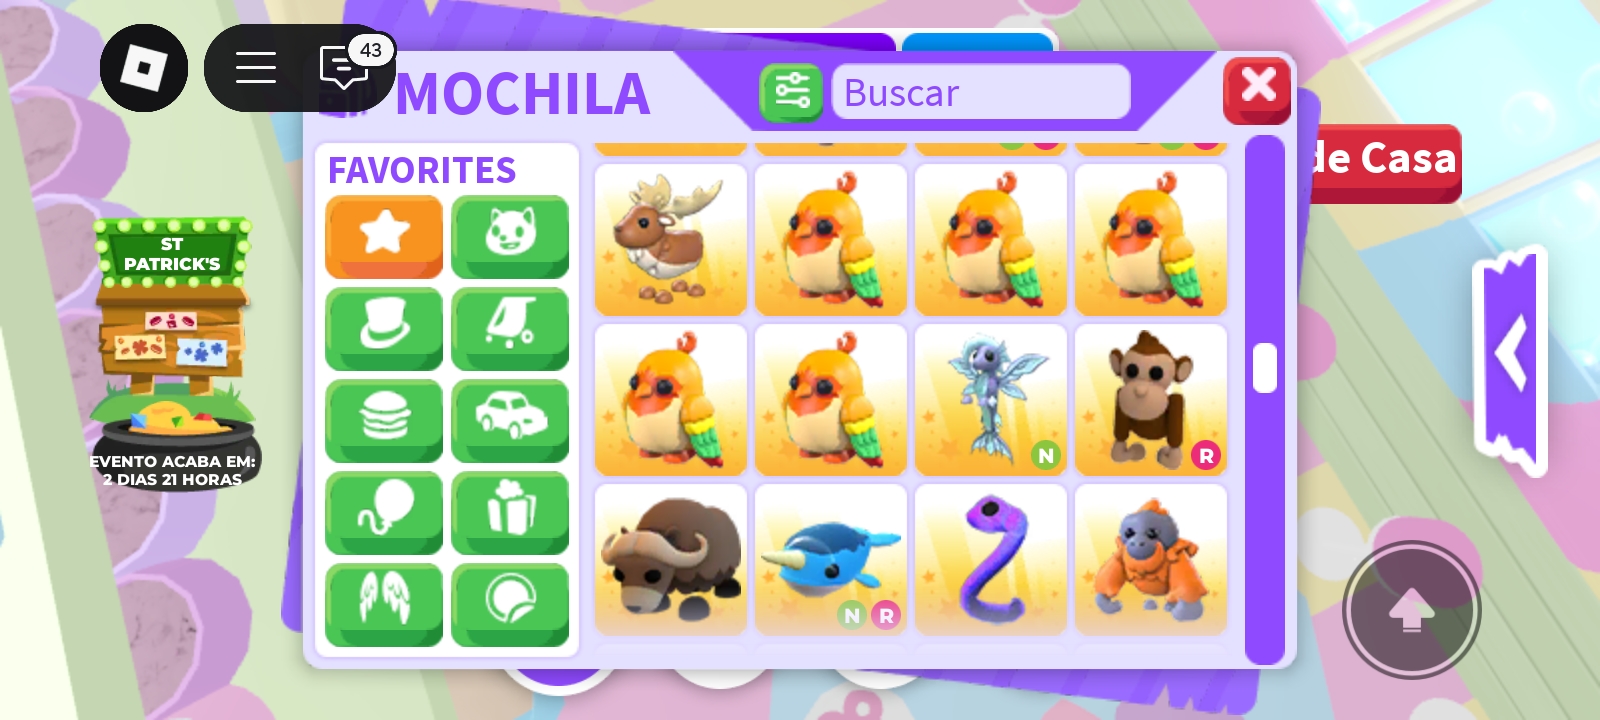 43
MOCHILA
Buscar
FAVORITES
de Casa
ST
PATRICK'S
EVENTO ACABA EM:
2 DIAS 21 HORAS
N
R
N R